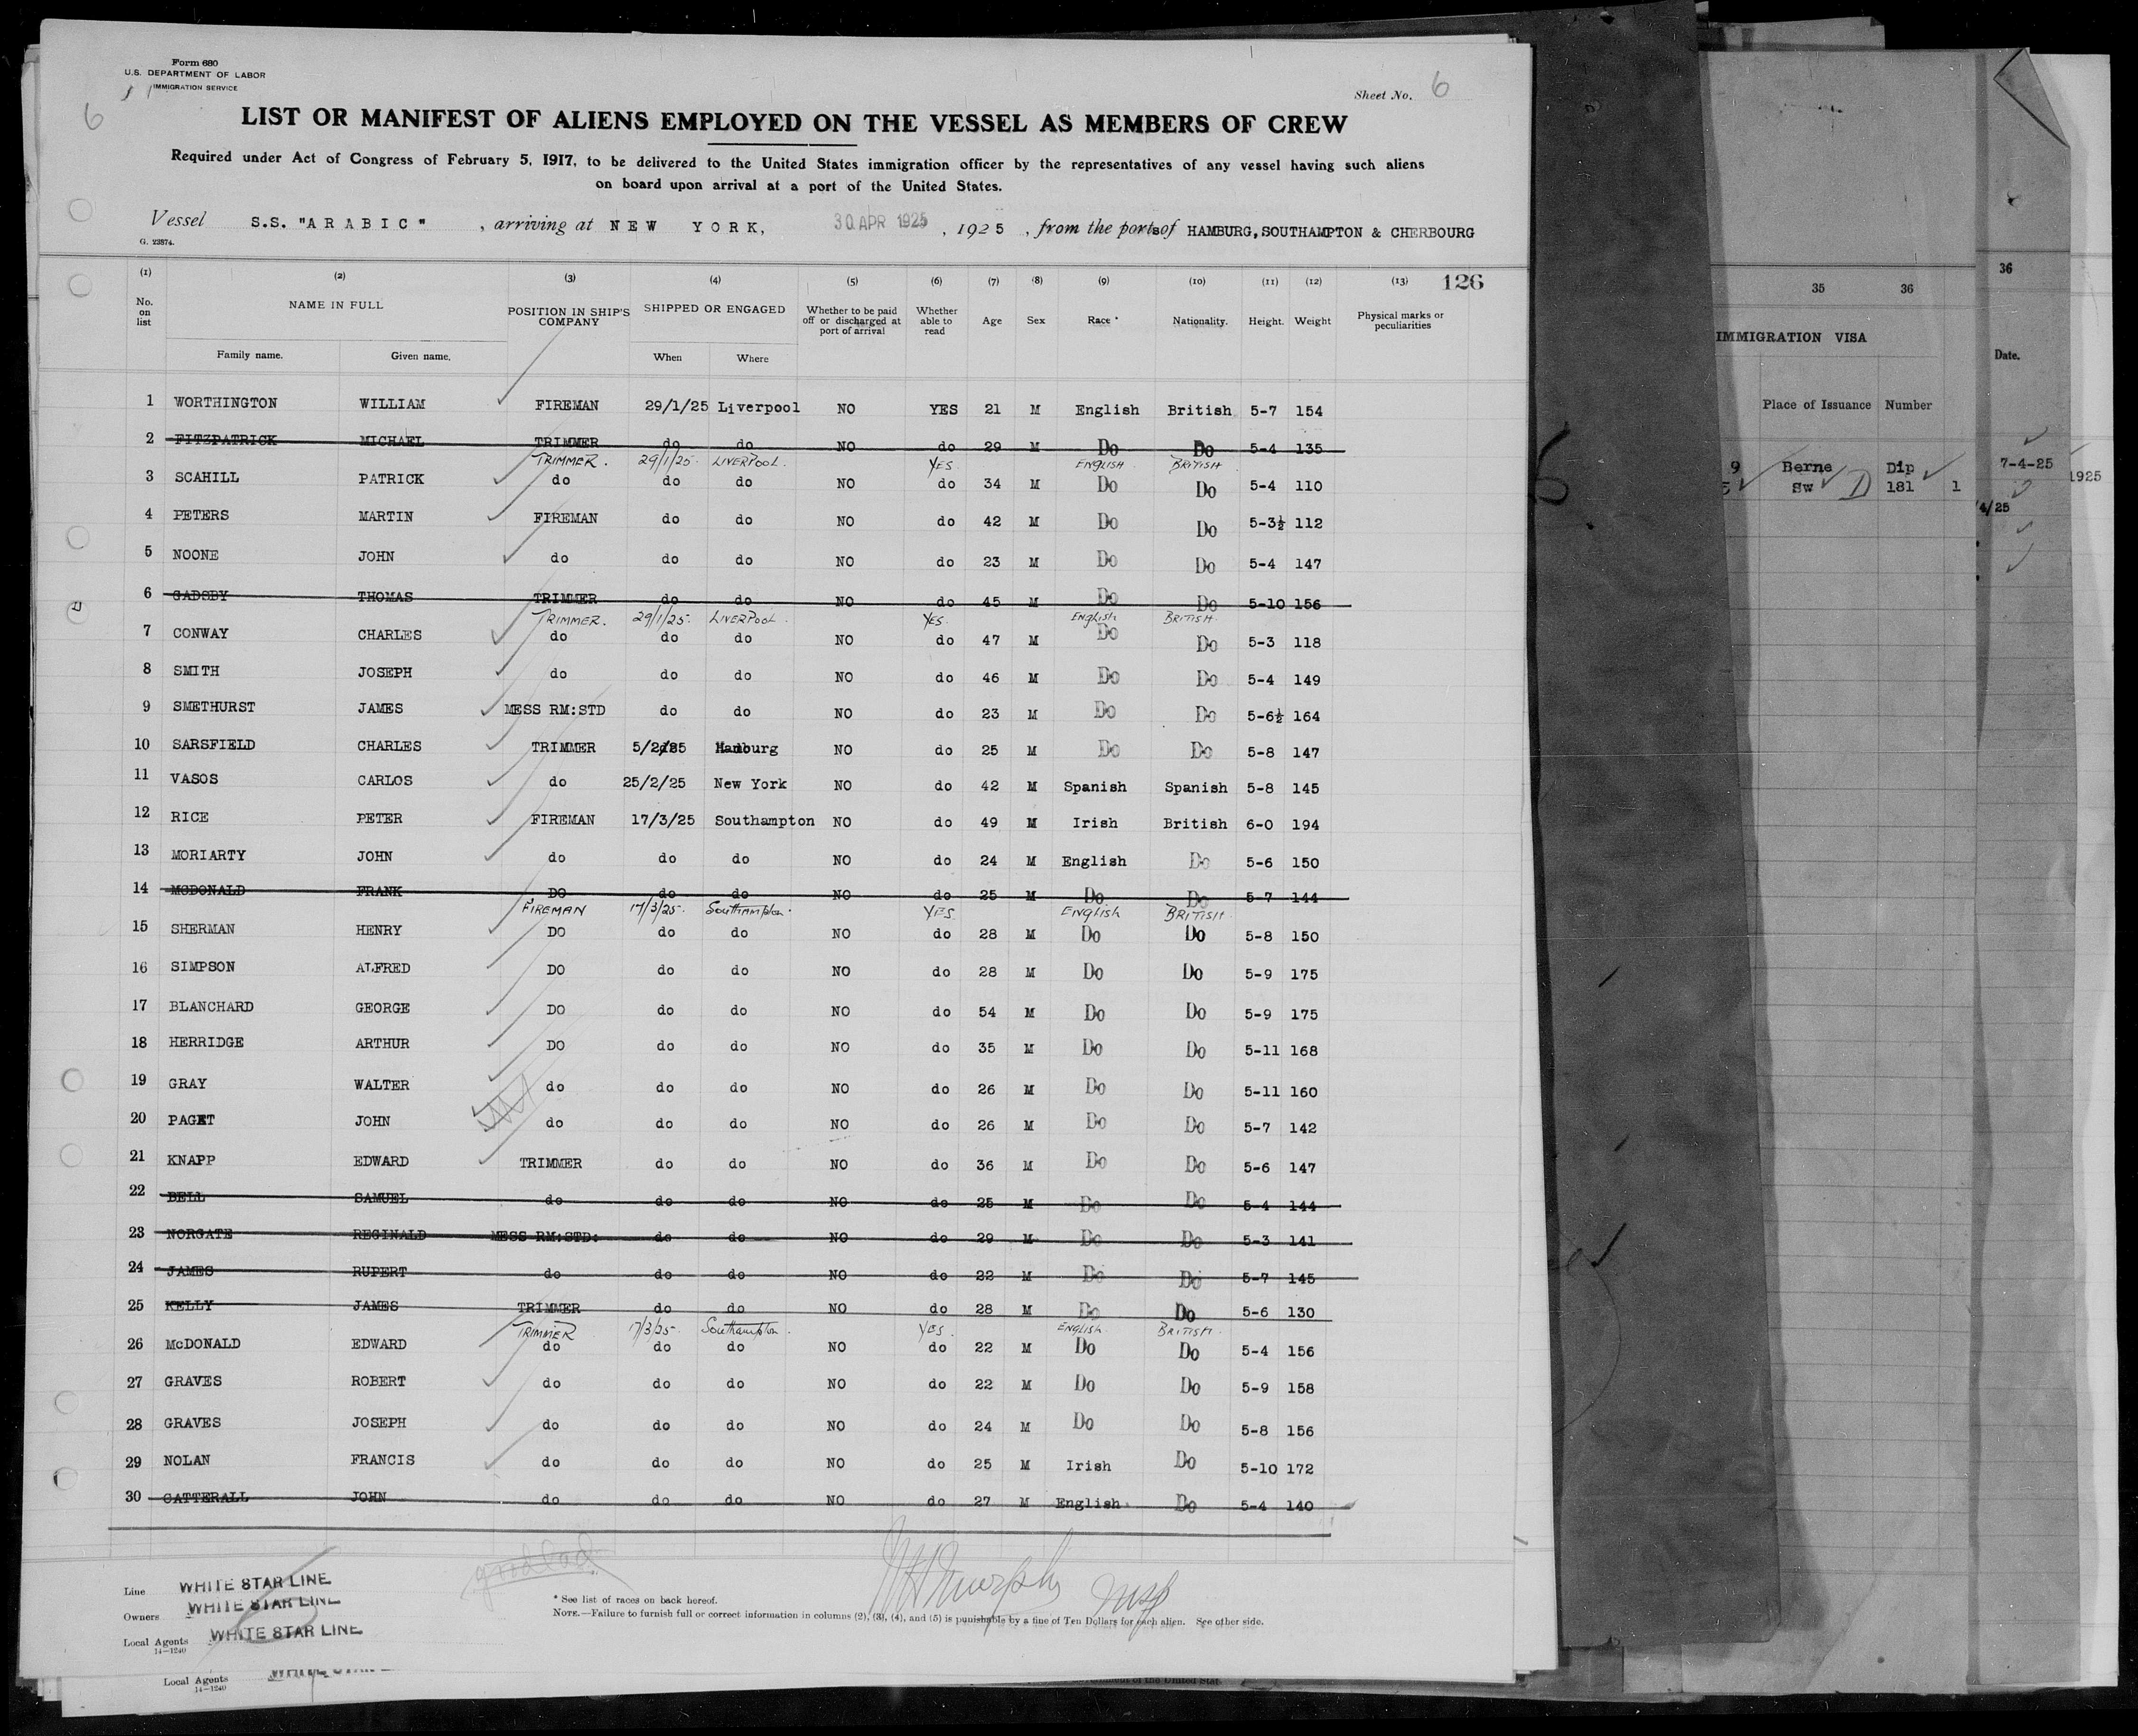 Form 680
U.S. DEPARTMENT OF LABOR
IMMIGRATION SERVICE
6
Sheet No. 6
LIST OR MANIFEST OF ALIENS EMPLOYED ON THE VESSEL AS MEMBERS OF CREW
Required under Act of Congress of February 5, 1917, to be delivered to the United States immigration officer by the representatives of any vessel having such aliens
on board upon arrival at a port of the United States.
Vessel S.S. "ARABIC" , arriving at NEW YORK, 30 APR 1925 , 1925 , from the ports of HAMBURG, SOUTHAMPTON & CHERBOURG
G. 23874.
(1) (2) (3) (4) (5) (6) (7) (8) (9) (10) (11) (12) (13) 126
No. on list NAME IN FULL POSITION IN SHIP'S COMPANY SHIPPED OR ENGAGED Whether to be paid off or discharged at port of arrival Whether able to read Age Sex Race * Nationality. Height. Weight Physical marks or peculiarities
Family name. Given name. When Where
1 WORTHINGTON WILLIAM FIREMAN 29/1/25 Liverpool NO YES 21 M English British 5-7 154
2 FITZPATRICK MICHAEL TRIMMER do do NO do 29 M Do Do 5-4 135
TRIMMER. 29/1/25. LIVERPOOL. YES ENGLISH. BRITISH
3 SCAHILL PATRICK do do do NO do 34 M Do Do 5-4 110
4 PETERS MARTIN FIREMAN do do NO do 42 M Do Do 5-3½ 112
5 NOONE JOHN do do do NO do 23 M Do Do 5-4 147
6 GADSBY THOMAS TRIMMER do do NO do 45 M Do Do 5-10 156
TRIMMER. 29/1/25. LIVERPOOL. YES. ENGLISH BRITISH.
7 CONWAY CHARLES do do do NO do 47 M Do Do 5-3 118
8 SMITH JOSEPH do do do NO do 46 M Do Do 5-4 149
9 SMETHURST JAMES MESS RM:STD do do NO do 23 M Do Do 5-6½ 164
10 SARSFIELD CHARLES TRIMMER 5/2/25 Hamburg NO do 25 M Do Do 5-8 147
11 VASOS CARLOS do 25/2/25 New York NO do 42 M Spanish Spanish 5-8 145
12 RICE PETER FIREMAN 17/3/25 Southampton NO do 49 M Irish British 6-0 194
13 MORIARTY JOHN do do do NO do 24 M English Do 5-6 150
14 MCDONALD FRANK DO do do NO do 25 M Do Do 5-7 144
FIREMAN 17/3/25. Southampton. YES ENGLISH BRITISH.
15 SHERMAN HENRY DO do do NO do 28 M Do Do 5-8 150
16 SIMPSON ALFRED DO do do NO do 28 M Do Do 5-9 175
17 BLANCHARD GEORGE DO do do NO do 54 M Do Do 5-9 175
18 HERRIDGE ARTHUR DO do do NO do 35 M Do Do 5-11 168
19 GRAY WALTER do do do NO do 26 M Do Do 5-11 160
20 PAGET JOHN do do do NO do 26 M Do Do 5-7 142
21 KNAPP EDWARD TRIMMER do do NO do 36 M Do Do 5-6 147
22 BELL SAMUEL do do do NO do 25 M Do Do 5-4 144
23 NORGATE REGINALD MESS RM:STD: do do NO do 29 M Do Do 5-3 141
24 JAMES RUPERT do do do NO do 22 M Do Do 5-7 145
25 KELLY JAMES TRIMMER do do NO do 28 M Do Do 5-6 130
TRIMMER 17/3/25. Southampton. YES. ENGLISH. BRITISH.
26 McDONALD EDWARD do do do NO do 22 M Do Do 5-4 156
27 GRAVES ROBERT do do do NO do 22 M Do Do 5-9 158
28 GRAVES JOSEPH do do do NO do 24 M Do Do 5-8 156
29 NOLAN FRANCIS do do do NO do 25 M Irish Do 5-10 172
30 CATTERALL JOHN do do do NO do 27 M English Do 5-4 140
Line WHITE STAR LINE
Owners WHITE STAR LINE
Local Agents WHITE STAR LINE
14—1240
* See list of races on back hereof.
NOTE.—Failure to furnish full or correct information in columns (2), (3), (4), and (5) is punishable by a fine of Ten Dollars for each alien. See other side.
Murphy Insp
Local Agents
14—1240
35 36
IMMIGRATION VISA
Place of Issuance Number
9 Berne Dip
5 Sw D 181 1
36
Date.
7-4-25
4/25
1925